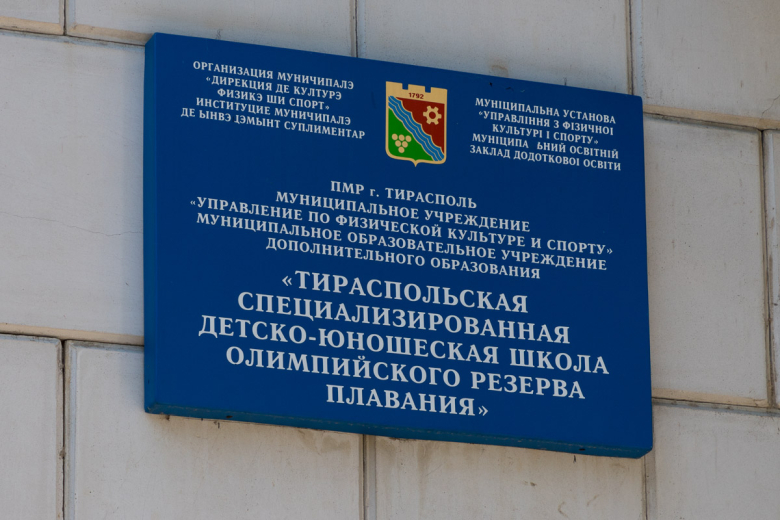 ОРГАНИЗАЦИЯ МУНИЧИПАЛЭ
«ДИРЕКЦИЯ ДЕ КУЛТУРЭ
ФИЗИКЭ ШИ СПОРТ»
ИНСТИТУЦИЕ МУНИЧИПАЛЭ
ДЕ ЫНВЭ ЦЭМЫНТ СУПЛИМЕНТАР
1792
МУНІЦИПАЛЬНА УСТАНОВА
«УПРАВЛІННЯ З ФІЗИЧНОЇ
КУЛЬТУРИ І СПОРТУ»
МУНІЦИПА ЬНИЙ ОСВІТНІЙ
ЗАКЛАД ДОДОТКОВОЇ ОСВІТИ
ПМР г. ТИРАСПОЛЬ
МУНИЦИПАЛЬНОЕ УЧРЕЖДЕНИЕ
«УПРАВЛЕНИЕ ПО ФИЗИЧЕСКОЙ КУЛЬТУРЕ И СПОРТУ»
МУНИЦИПАЛЬНОЕ ОБРАЗОВАТЕЛЬНОЕ УЧРЕЖДЕНИЕ
ДОПОЛНИТЕЛЬНОГО ОБРАЗОВАНИЯ
«ТИРАСПОЛЬСКАЯ
СПЕЦИАЛИЗИРОВАННАЯ
ДЕТСКО-ЮНОШЕСКАЯ ШКОЛА
ОЛИМПИЙСКОГО РЕЗЕРВА
ПЛАВАНИЯ»